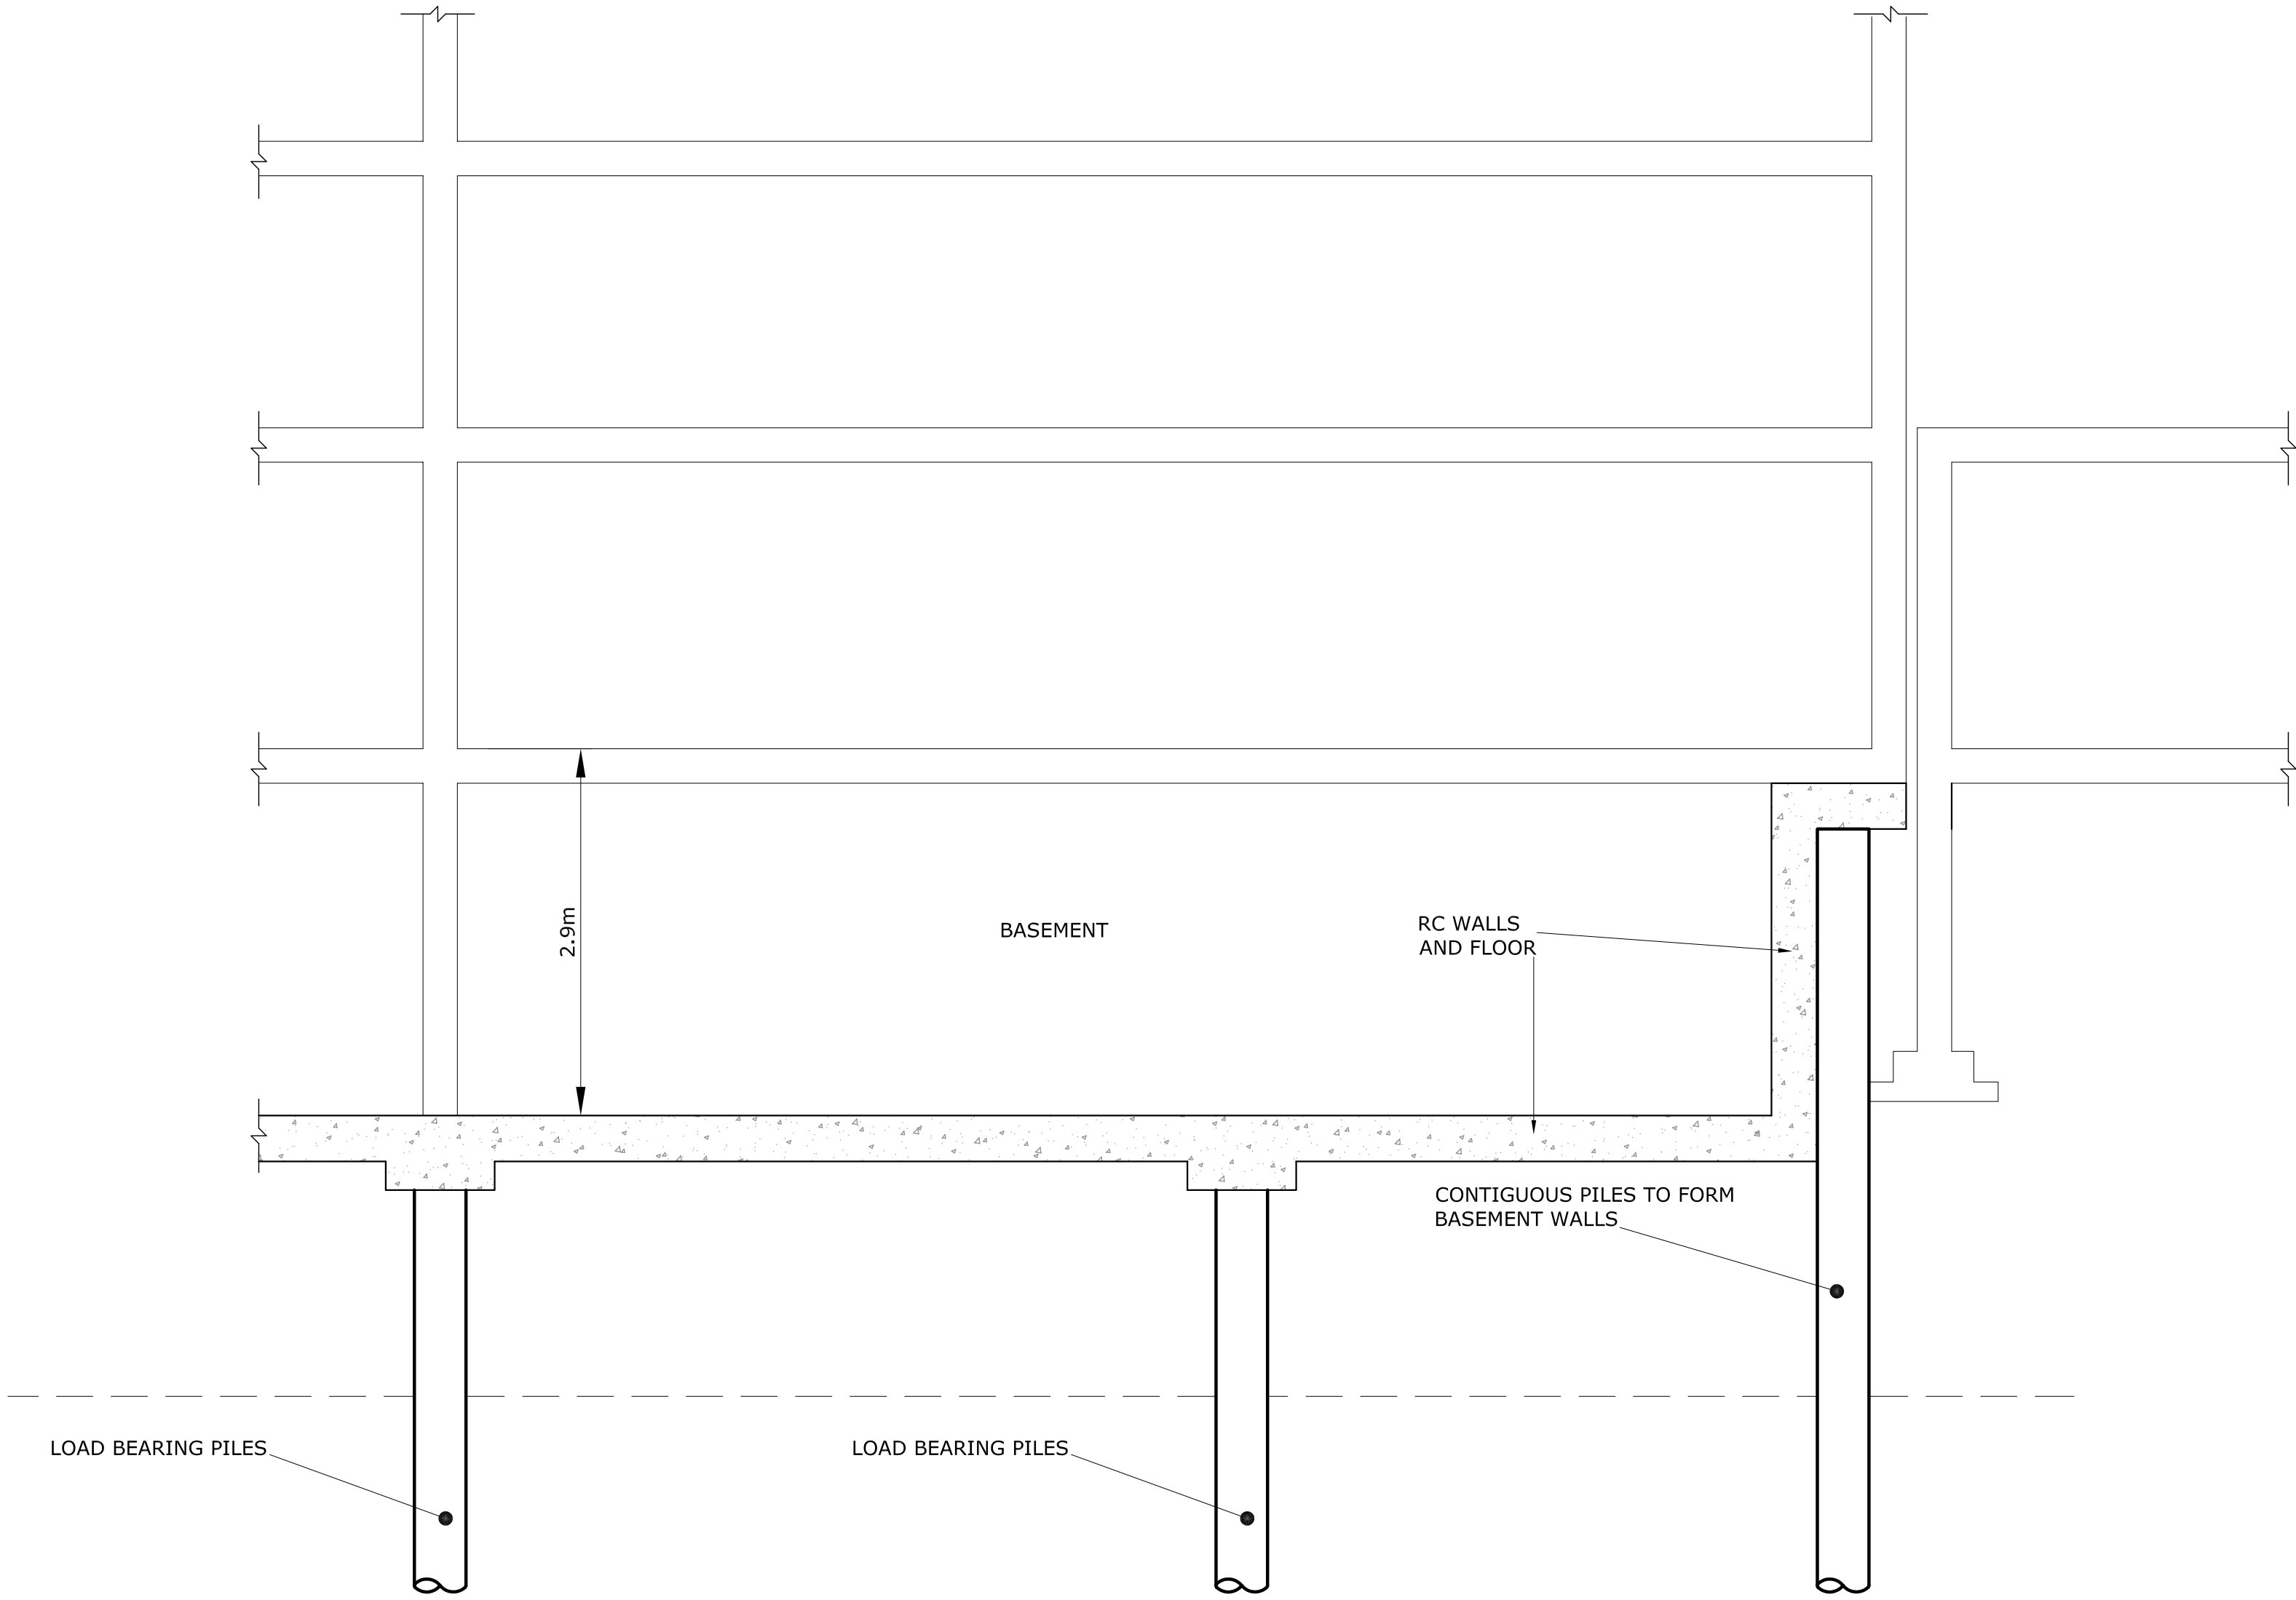 2.9m
BASEMENT
RC WALLS
AND FLOOR
CONTIGUOUS PILES TO FORM
BASEMENT WALLS
LOAD BEARING PILES
LOAD BEARING PILES